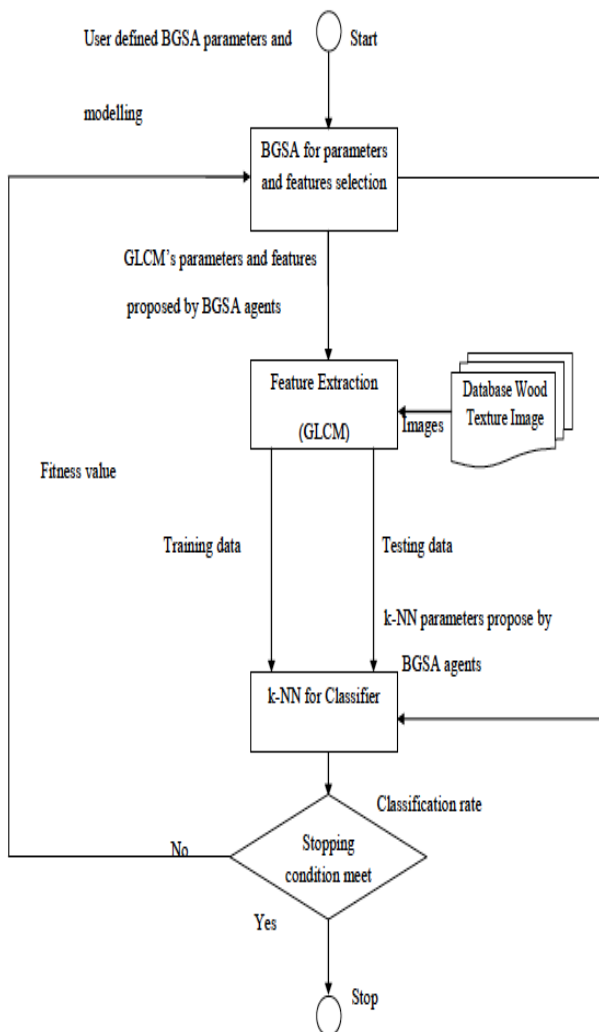 User defined BGSA parameters and
modelling
Start
BGSA for parameters
and features selection
GLCM's parameters and features
proposed by BGSA agents
Feature Extraction
(GLCM)
Images
Database Wood
Texture Image
Fitness value
Training data
Testing data
k-NN parameters propose by
BGSA agents
k-NN for Classifier
Classification rate
Stopping
condition meet
No
Yes
Stop